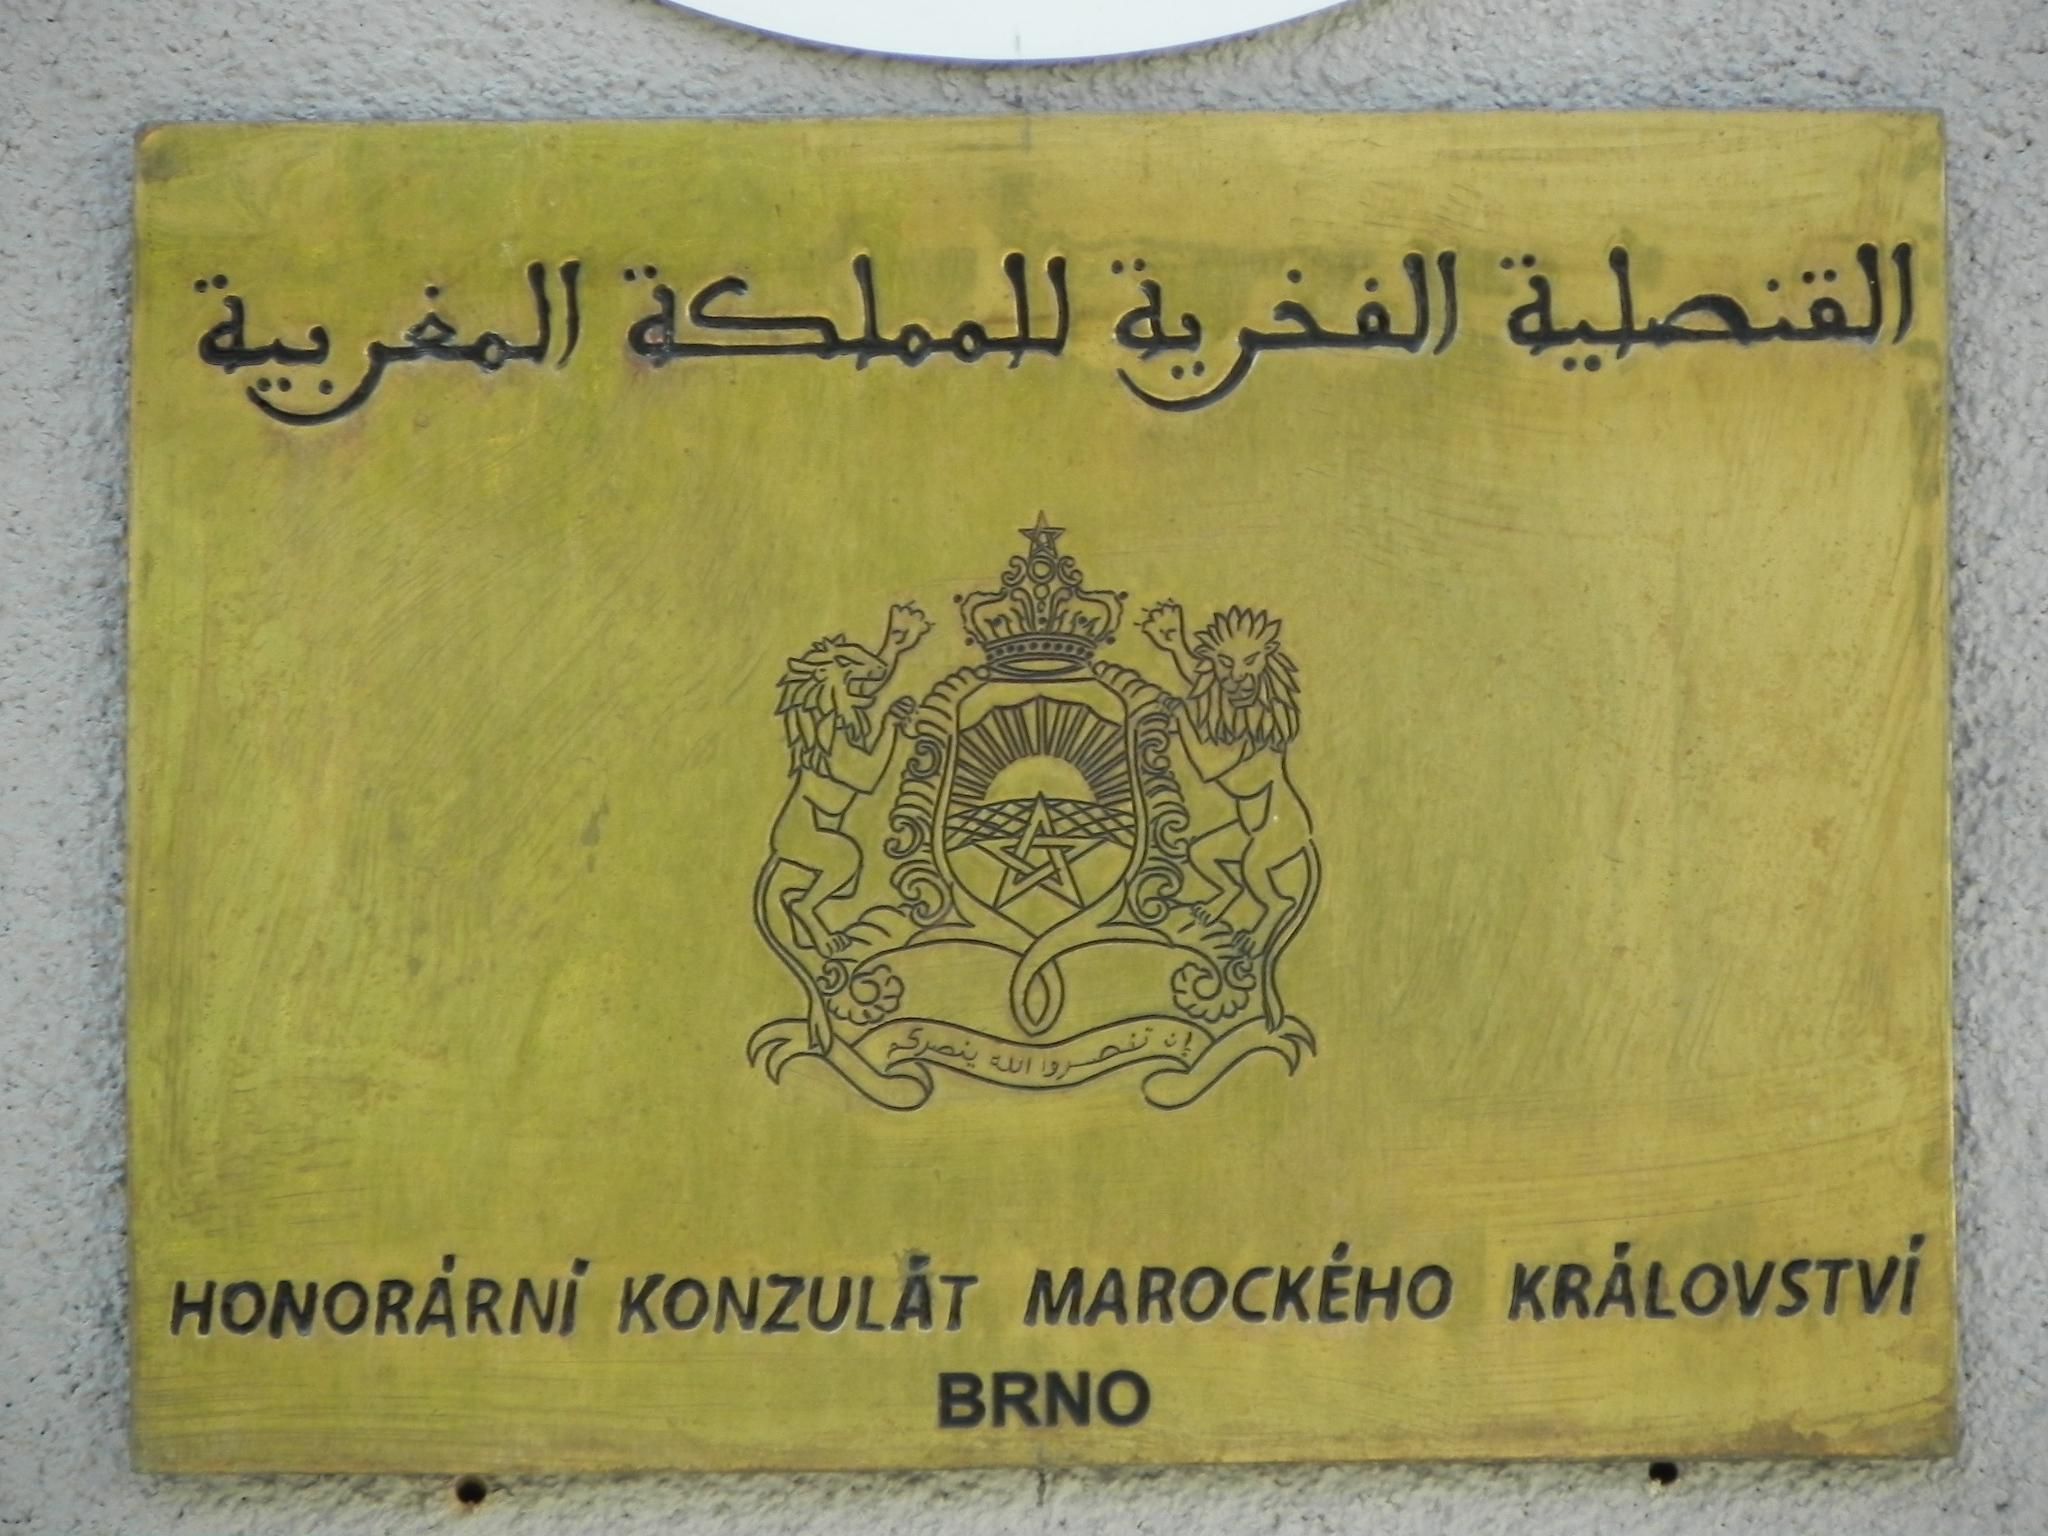 القنصلية الفخرية للمملكة المغربية
إن تنصروا الله ينصركم
HONORÁRNÍ KONZULÁT MAROCKÉHO KRÁLOVSTVÍ
BRNO